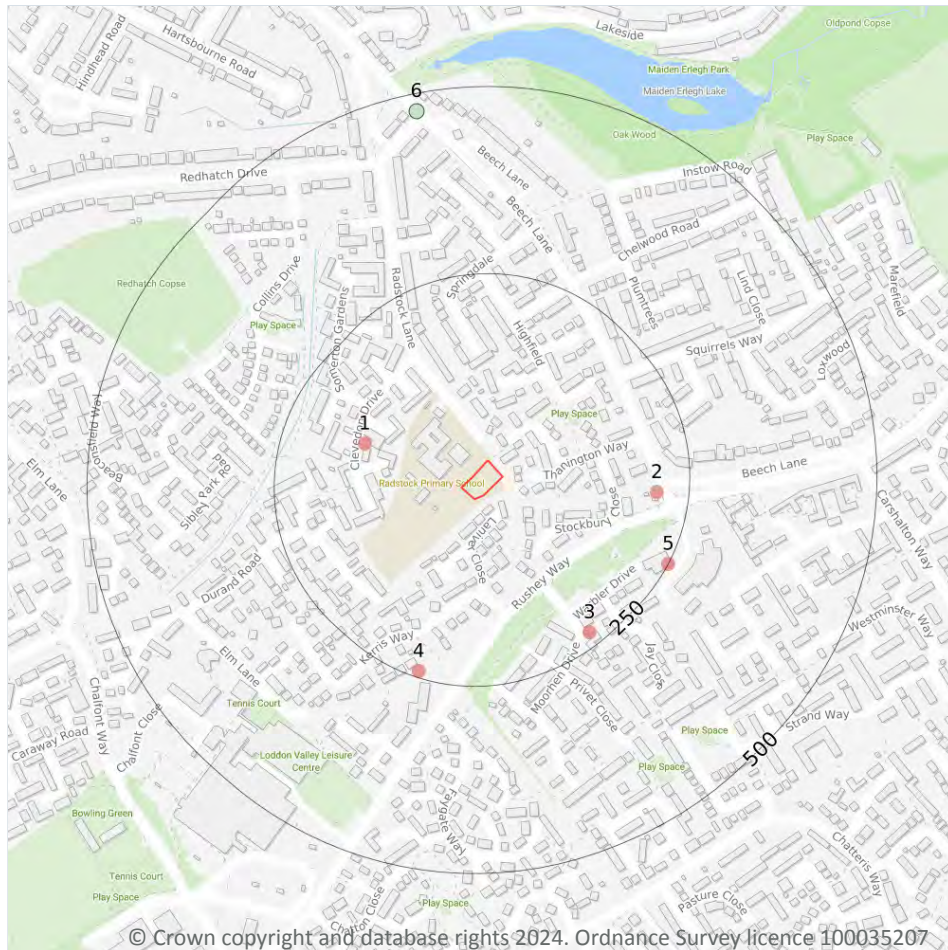 Lakeside
Oldpond Copse
Hindhead Road
Hartsbourne Road
Maiden Erlegh Park
Maiden Erlegh Lake
6
Oak Wood
Play Space
Beech Lane
Redhatch Drive
Instow Road
Beech Lane
Chelwood Road
Redhatch Copse
Collins Drive
Radstock Lane
Springdale
Plumtrees
Lind Close
Marefield
Play Space
Somerton Gardens
Highfield
Squirrels Way
Loxwood
Beaconsfield Way
Clevedon Drive
1
Play Space
Elm Lane
Sibley Park Road
Radstock Primary School
Thanington Way
2
Beech Lane
Carshalton Way
Stockbury Close
Lanivet Close
5
Durand Road
Rushey Way
Warbler Drive
3
250
Westminster Way
Kerris Way
4
Elm Lane
Moorhen Drive
Jay Close
Privet Close
Chalfont Way
Tennis Court
Strand Way
Caraway Road
Chalfont Close
Loddon Valley Leisure
Centre
Play Space
500
Play Space
Bowling Green
Faygate Way
Chatteris Way
Tennis Court
Play Space
Pasture Close
Play Space
© Crown copyright and database rights 2024. Ordnance Survey licence 100035207